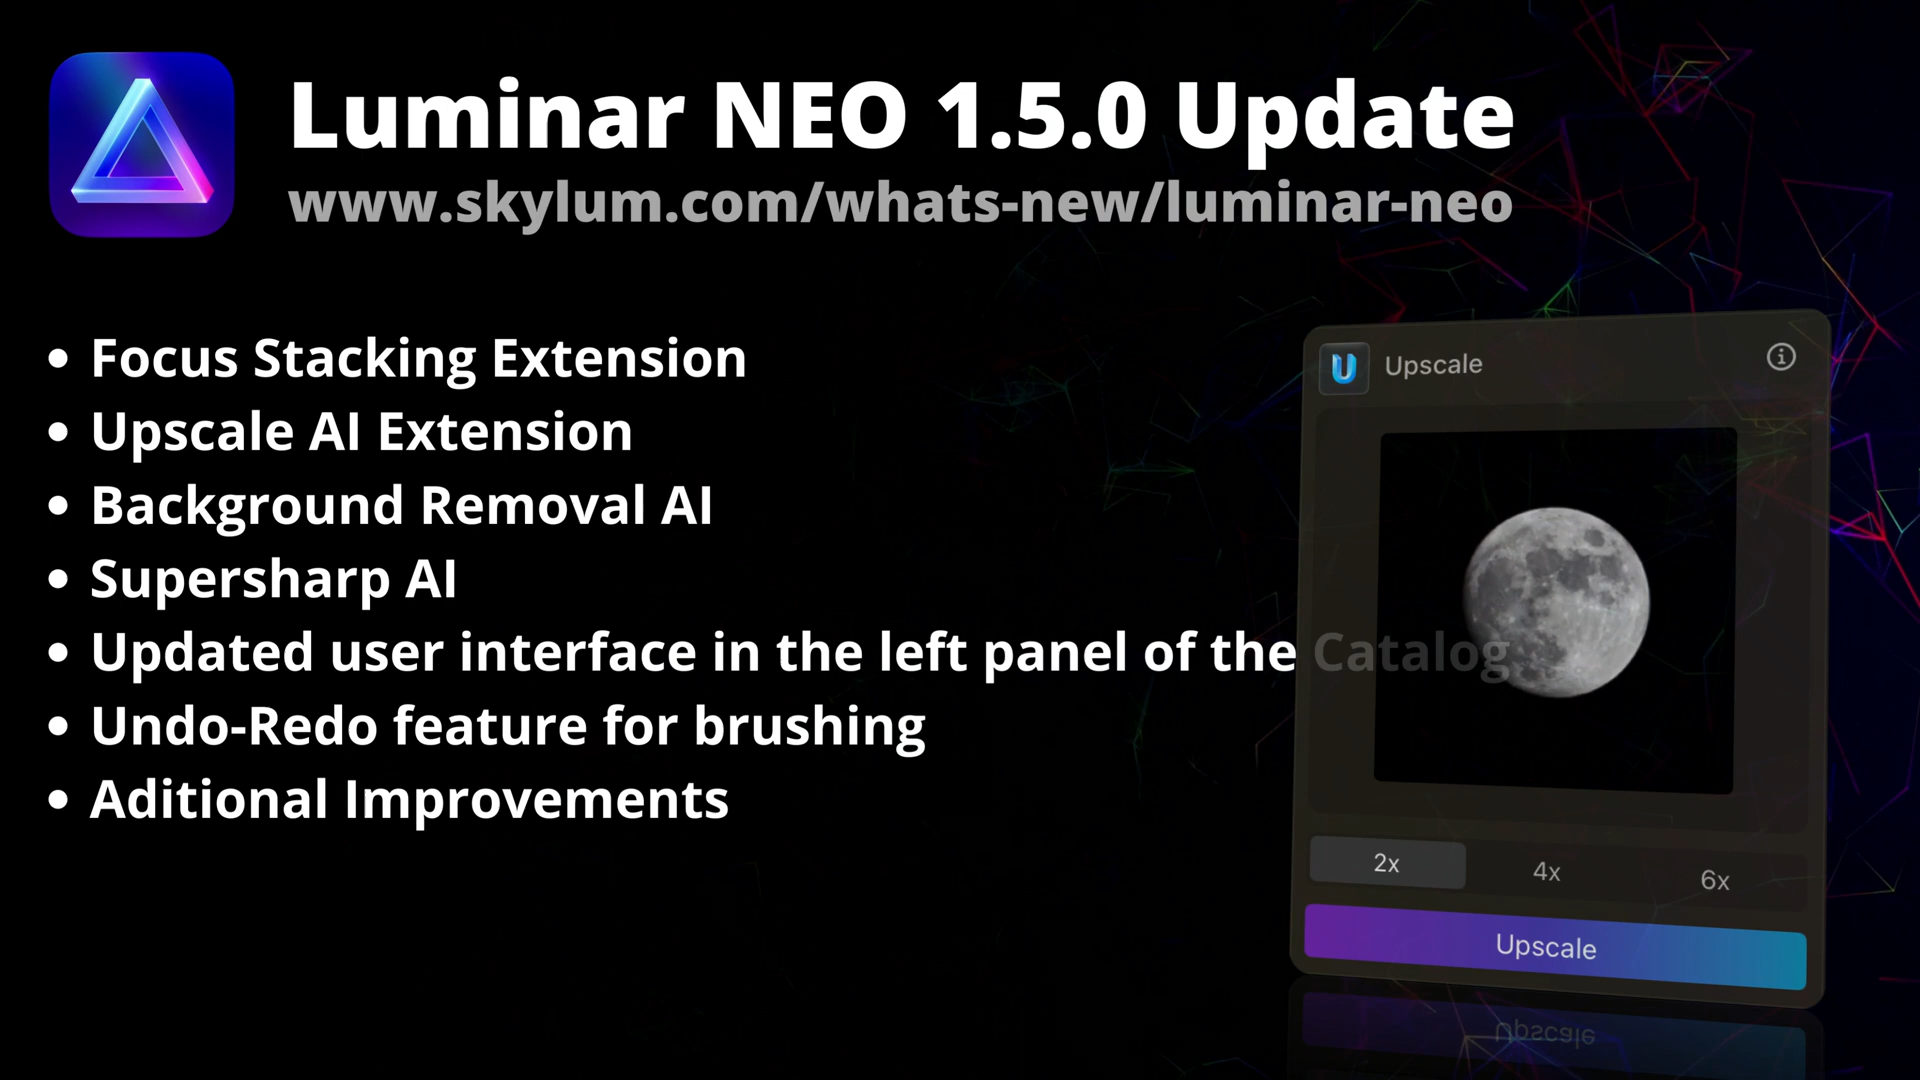 Luminar NEO 1.5.0 Update
www.skylum.com/whats-new/luminar-neo
• Focus Stacking Extension
• Upscale AI Extension
• Background Removal AI
• Supersharp AI
• Updated user interface in the left panel of the Catalog
• Undo-Redo feature for brushing
• Aditional Improvements
U Upscale
2x 4x 6x
Upscale
Upscale